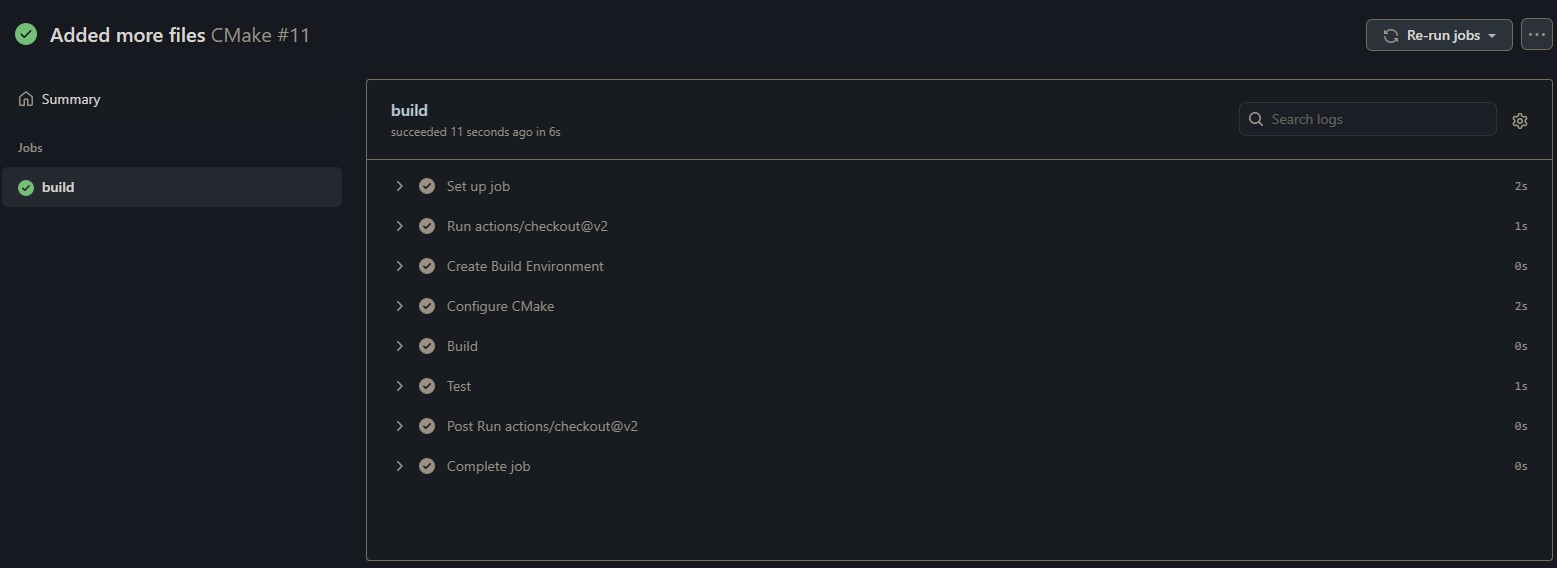 Added more files CMake #11
Re-run jobs
Summary
Jobs
build
build
succeeded 11 seconds ago in 6s
Search logs
Set up job 2s
Run actions/checkout@v2 1s
Create Build Environment 0s
Configure CMake 2s
Build 0s
Test 1s
Post Run actions/checkout@v2 0s
Complete job 0s